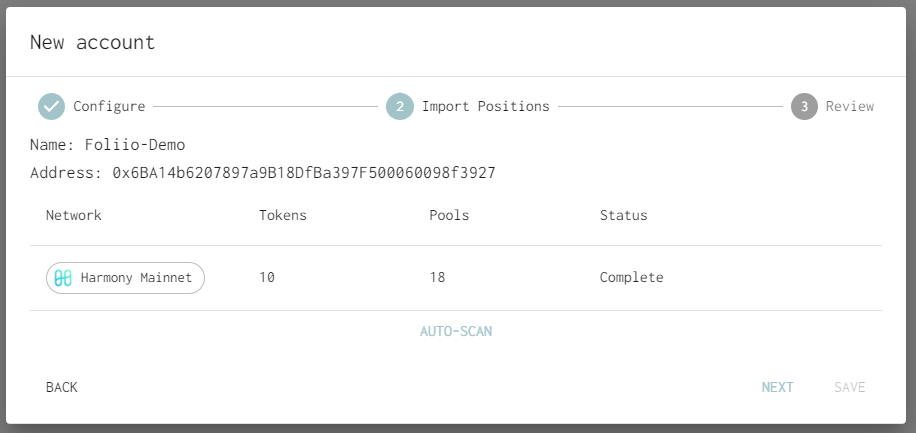 New account
Configure 2 Import Positions 3 Review
Name: Foliio-Demo
Address: 0x6BA14b6207897a9B18DfBa397F500060098f3927
Network Tokens Pools Status
Harmony Mainnet 10 18 Complete
AUTO-SCAN
BACK NEXT SAVE